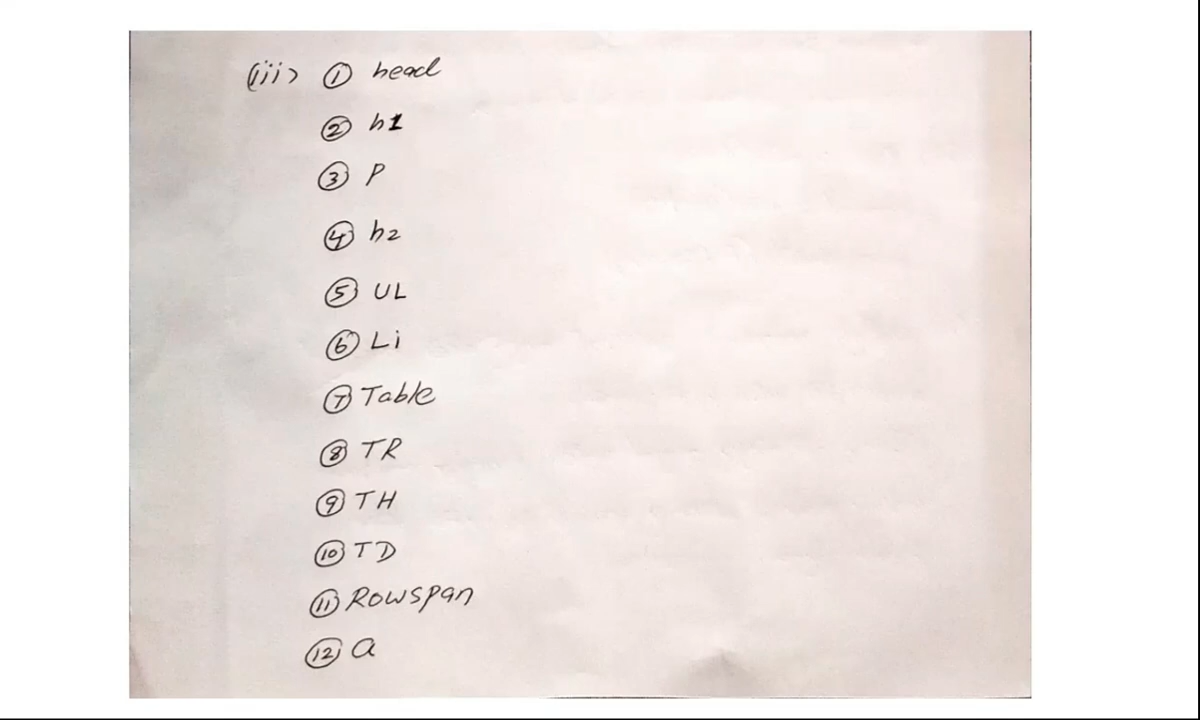 (iii) ① head
② h1
③ P
④ h2
⑤ UL
⑥ Li
⑦ Table
⑧ TR
⑨ TH
⑩ TD
⑪ Rowspan
⑫ a